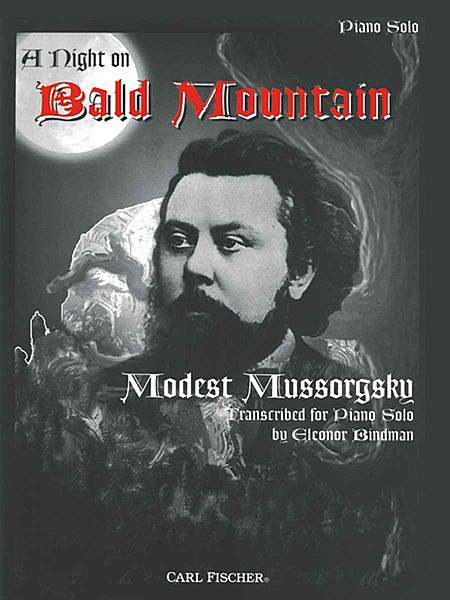 Piano Solo
A Night on
Bald Mountain
Modest Mussorgsky
Transcribed for Piano Solo
by Eleonor Bindman
CARL FISCHER®